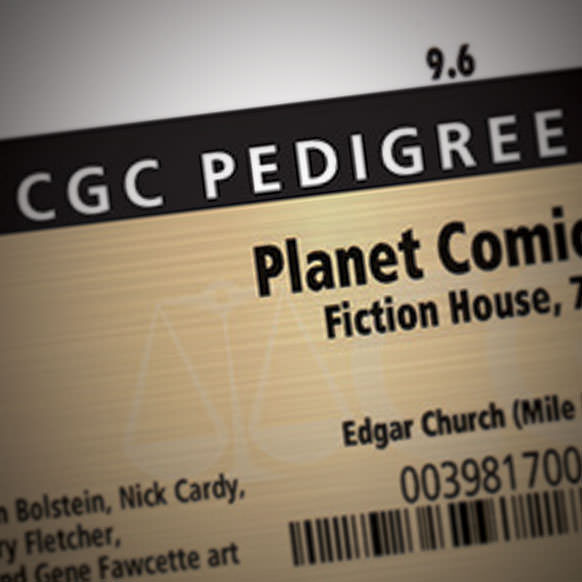 9.6
CGC PEDIGREE
Planet Comic
Fiction House, 7
Edgar Church (Mile
003981700
Bolstein, Nick Cardy,
Fletcher,
Gene Fawcette art